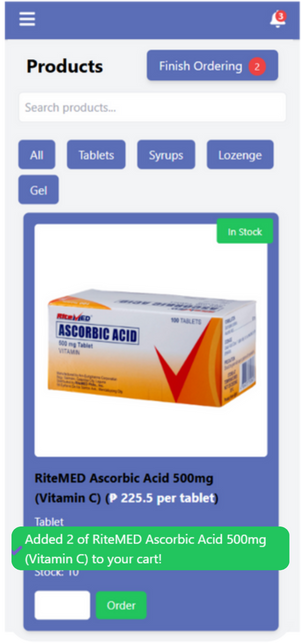 3
Products
Finish Ordering 2
Search products...
All Tablets Syrups Lozenge
Gel
In Stock
RiteMED
100 TABLETS
ASCORBIC ACID
500 mg Tablet
VITAMIN
RiteMED Ascorbic Acid 500mg
(Vitamin C) (₱ 225.5 per tablet)
Tablet
Added 2 of RiteMED Ascorbic Acid 500mg
(Vitamin C) to your cart!
Stock: 10
Order